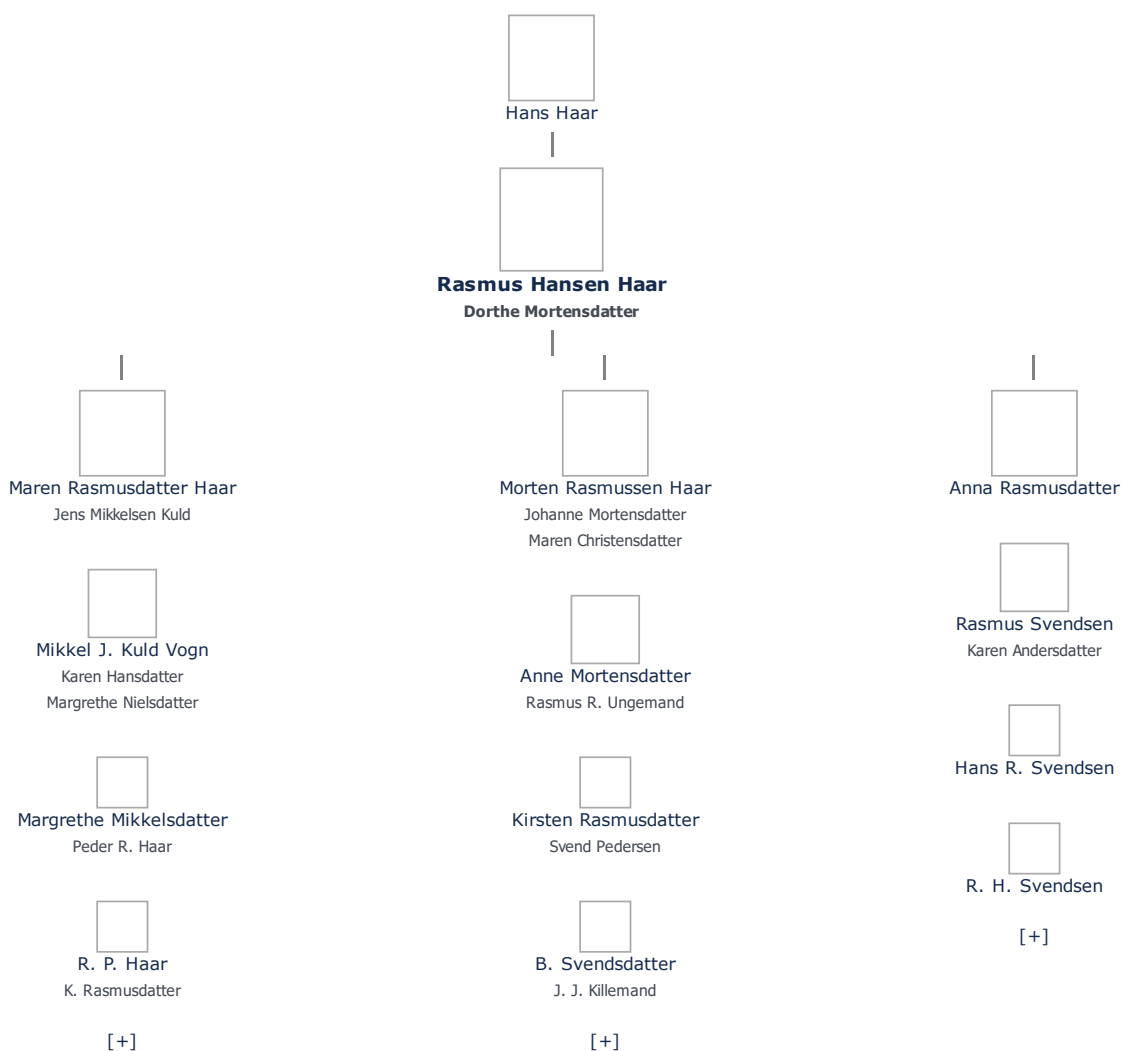 Hans Haar
Rasmus Hansen Haar
Dorthe Mortensdatter
Maren Rasmusdatter Haar
Jens Mikkelsen Kuld
Mikkel J. Kuld Vogn
Karen Hansdatter
Margrethe Nielsdatter
Margrethe Mikkelsdatter
Peder R. Haar
R. P. Haar
K. Rasmusdatter
[+]
Morten Rasmussen Haar
Johanne Mortensdatter
Maren Christensdatter
Anne Mortensdatter
Rasmus R. Ungemand
Kirsten Rasmusdatter
Svend Pedersen
B. Svendsdatter
J. J. Killemand
[+]
Anna Rasmusdatter
Rasmus Svendsen
Karen Andersdatter
Hans R. Svendsen
R. H. Svendsen
[+]